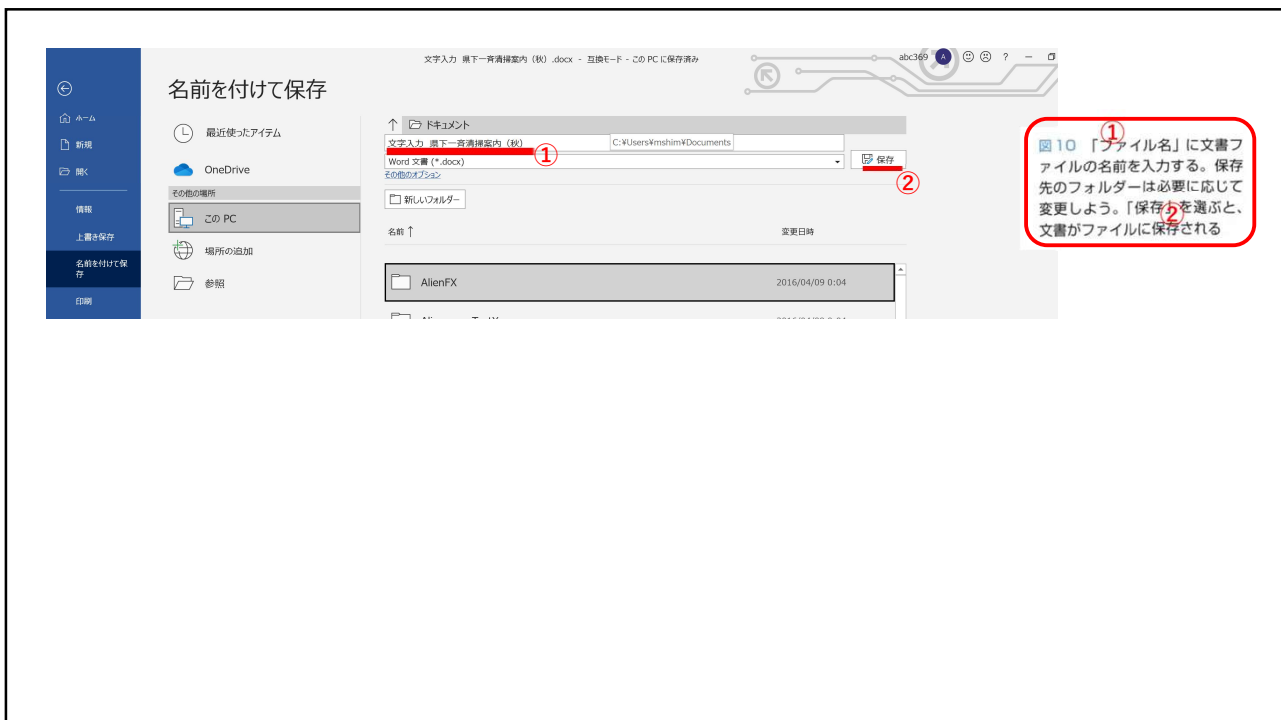 文字入力 県下一斉清掃案内（秋）.docx - 互換モード - この PC に保存済み
abc369 A ? −
名前を付けて保存
ホーム
新規
開く
情報
上書き保存
名前を付けて保
存
印刷
最近使ったアイテム
OneDrive
その他の場所
この PC
場所の追加
参照
↑ ドキュメント
文字入力 県下一斉清掃案内（秋）
C:¥Users¥mshim¥Documents
①
Word 文書 (*.docx)
保存
②
その他のオプション
新しいフォルダー
名前 ↑ 変更日時
AlienFX 2016/04/09 0:04
①
図10 「ファイル名」に文書フ
ァイルの名前を入力する。保存
先のフォルダーは必要に応じて
変更しよう。「保存」を選ぶと、
②
文書がファイルに保存される